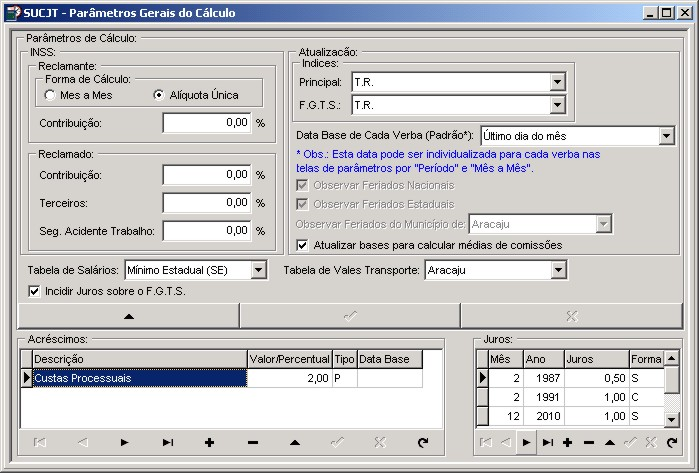 SUCJT - Parâmetros Gerais do Cálculo
Parâmetros de Cálculo:
INSS:
Reclamante:
Forma de Cálculo:
Mes a Mes
Alíquota Única
Contribuição: 0,00 %
Reclamado:
Contribuição: 0,00 %
Terceiros: 0,00 %
Seg. Acidente Trabalho: 0,00 %
Atualização:
Indices:
Principal: T.R.
F.G.T.S.: T.R.
Data Base de Cada Verba (Padrão*): Último dia do mês
* Obs.: Esta data pode ser individualizada para cada verba nas
telas de parâmetros por "Período" e "Mês a Mês".
Observar Feriados Nacionais
Observar Feriados Estaduais
Observar Feriados do Município de: Aracaju
Atualizar bases para calcular médias de comissões
Tabela de Salários: Mínimo Estadual (SE)
Tabela de Vales Transporte: Aracaju
Incidir Juros sobre o F.G.T.S.
Acréscimos:
Descrição Valor/Percentual Tipo Data Base
Custas Processuais 2,00 P
Juros:
Mês Ano Juros Forma
2 1987 0,50 S
2 1991 1,00 C
12 2010 1,00 S